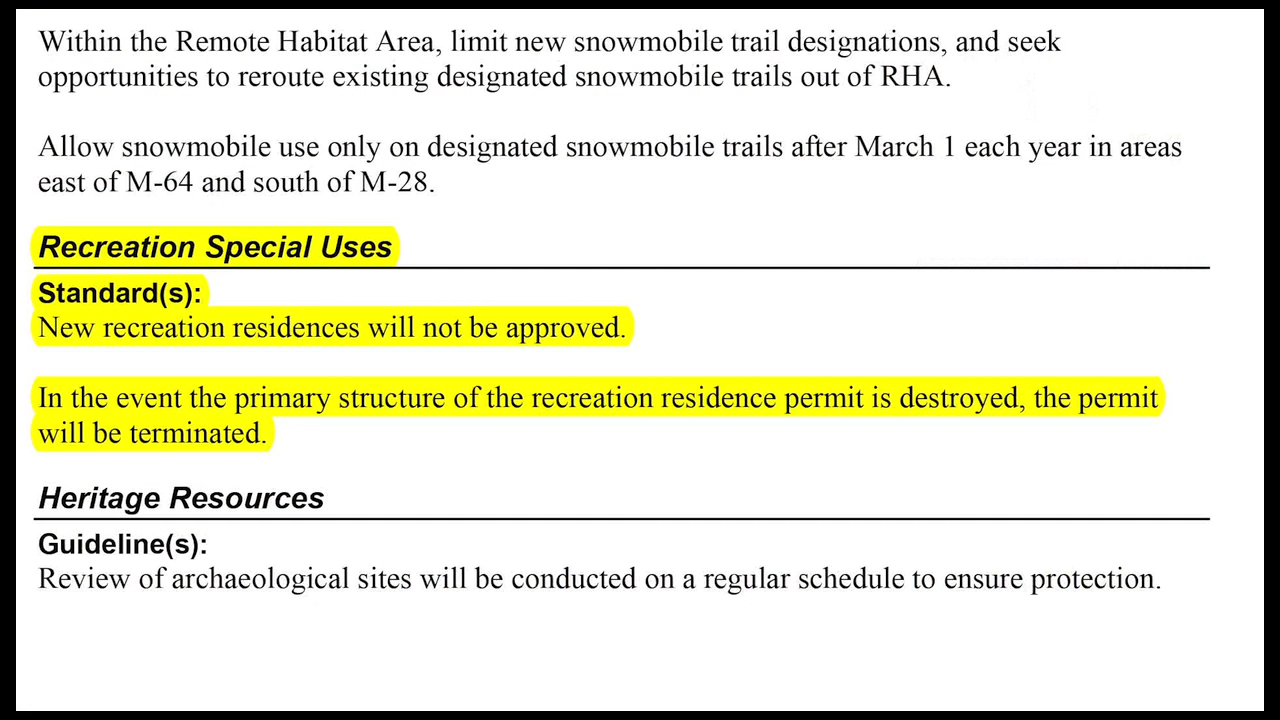 Within the Remote Habitat Area, limit new snowmobile trail designations, and seek
opportunities to reroute existing designated snowmobile trails out of RHA.
Allow snowmobile use only on designated snowmobile trails after March 1 each year in areas
east of M-64 and south of M-28.
Recreation Special Uses
Standard(s):
New recreation residences will not be approved.
In the event the primary structure of the recreation residence permit is destroyed, the permit
will be terminated.
Heritage Resources
Guideline(s):
Review of archaeological sites will be conducted on a regular schedule to ensure protection.